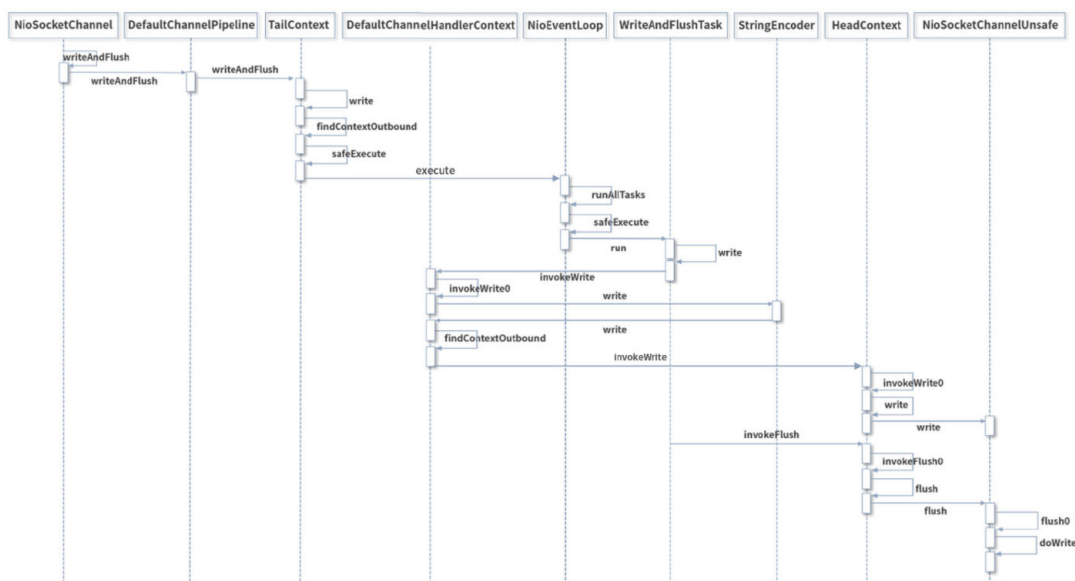 NioSocketChannel
DefaultChannelPipeline
TailContext
DefaultChannelHandlerContext
NioEventLoop
WriteAndFlushTask
StringEncoder
HeadContext
NioSocketChannelUnsafe
writeAndFlush
writeAndFlush
writeAndFlush
write
findContextOutbound
safeExecute
execute
runAllTasks
safeExecute
run
write
invokeWrite
invokeWrite0
write
write
findContextOutbound
invokeWrite
invokeWrite0
write
write
invokeFlush
invokeFlush0
flush
flush
flush0
doWrite